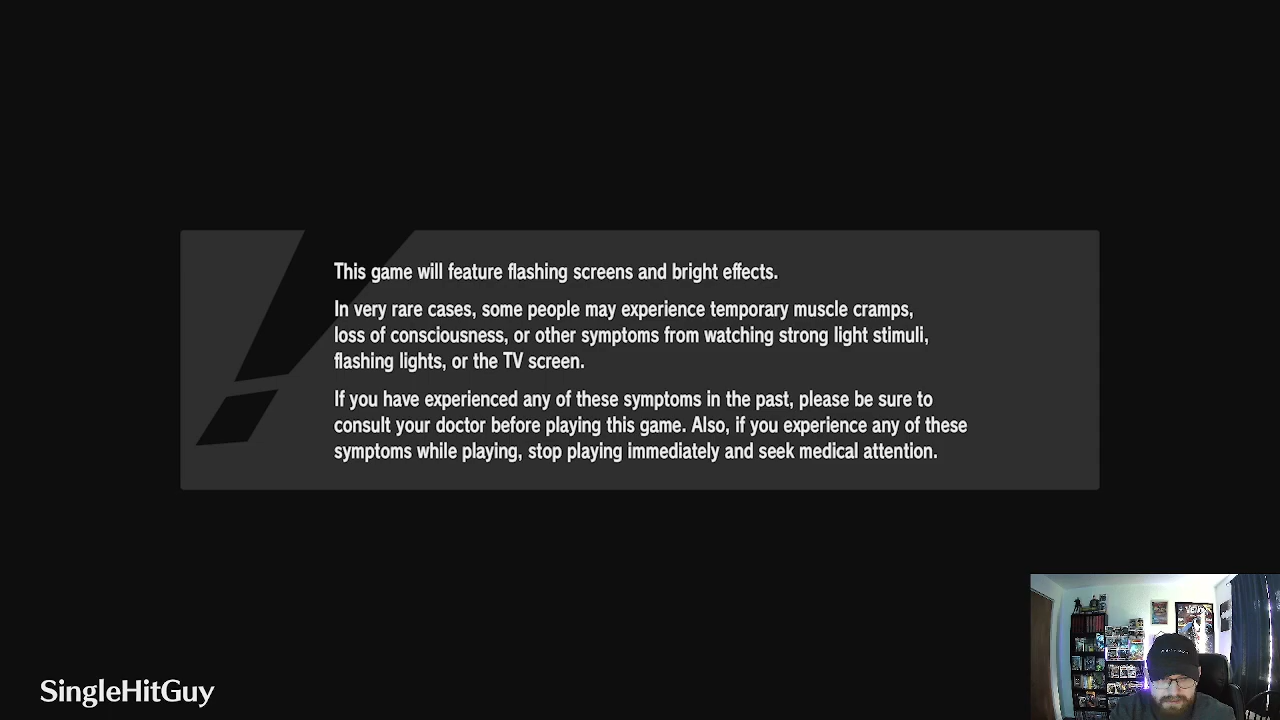 This game will feature flashing screens and bright effects.
In very rare cases, some people may experience temporary muscle cramps,
loss of consciousness, or other symptoms from watching strong light stimuli,
flashing lights, or the TV screen.
If you have experienced any of these symptoms in the past, please be sure to
consult your doctor before playing this game. Also, if you experience any of these
symptoms while playing, stop playing immediately and seek medical attention.
SingleHitGuy